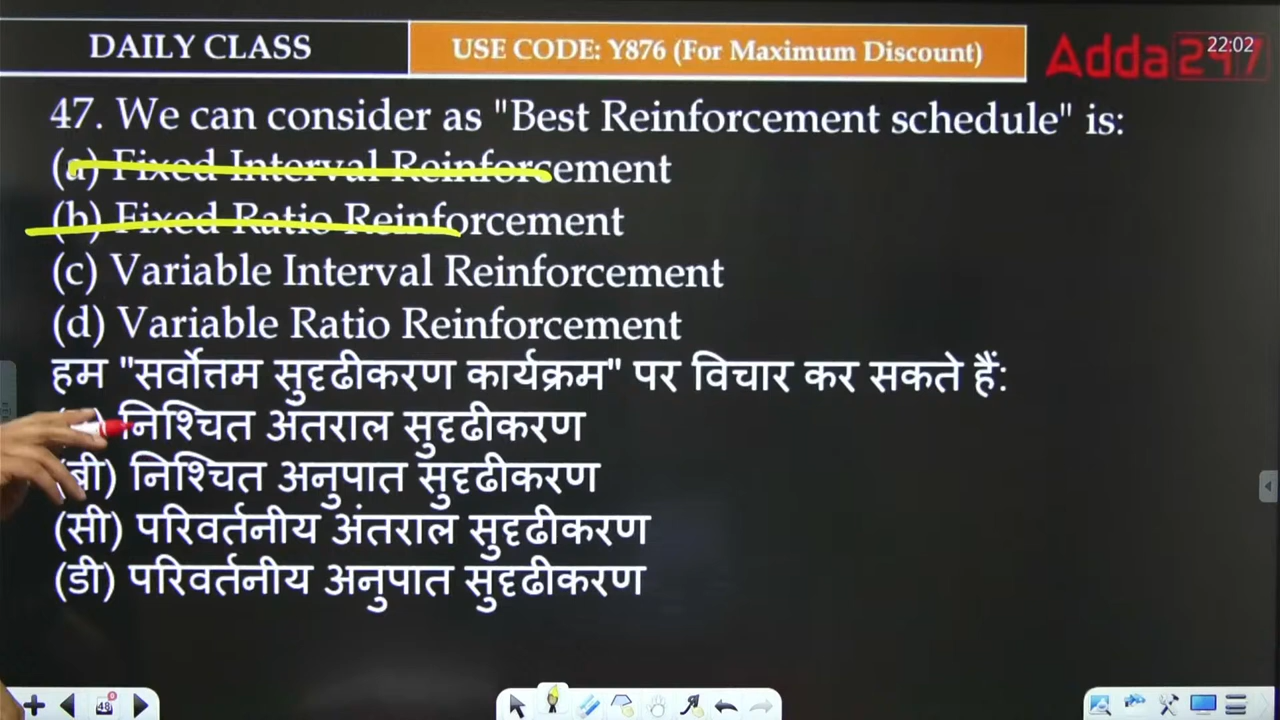 DAILY CLASS
USE CODE: Y876 (For Maximum Discount)
Adda247
22:02
47. We can consider as "Best Reinforcement schedule" is:
(a) Fixed Interval Reinforcement
(b) Fixed Ratio Reinforcement
(c) Variable Interval Reinforcement
(d) Variable Ratio Reinforcement
हम "सर्वोत्तम सुदृढीकरण कार्यक्रम" पर विचार कर सकते हैं:
निश्चित अंतराल सुदृढीकरण
(बी) निश्चित अनुपात सुदृढीकरण
(सी) परिवर्तनीय अंतराल सुदृढीकरण
(डी) परिवर्तनीय अनुपात सुदृढीकरण
48